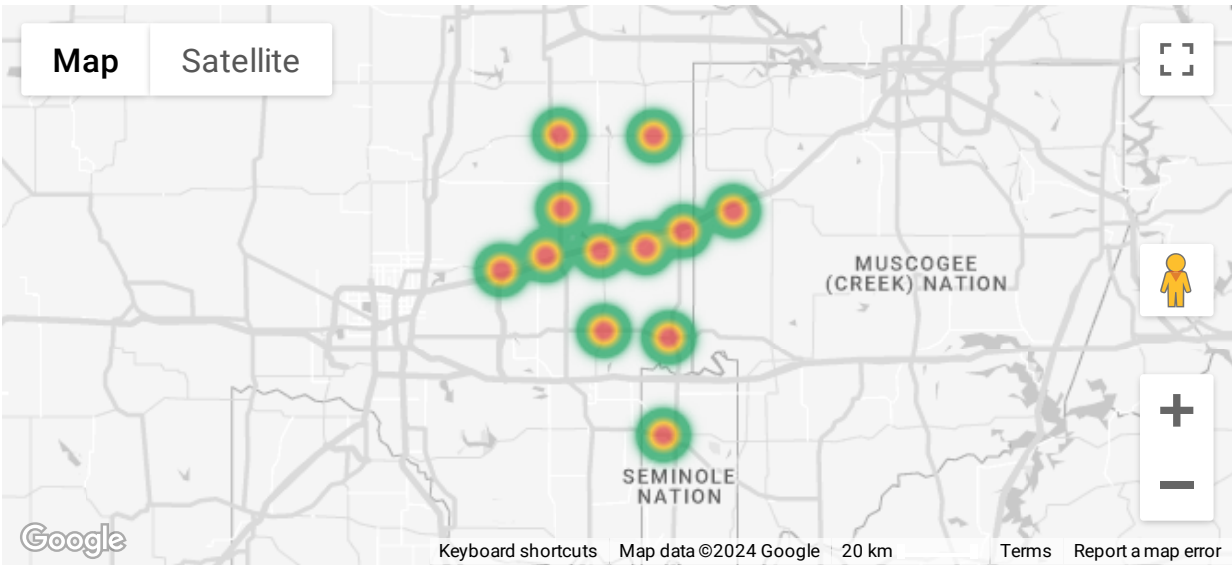 Map Satellite
MUSCOGEE
(CREEK) NATION
SEMINOLE
NATION
Google
Keyboard shortcuts Map data ©2024 Google 20 km Terms Report a map error